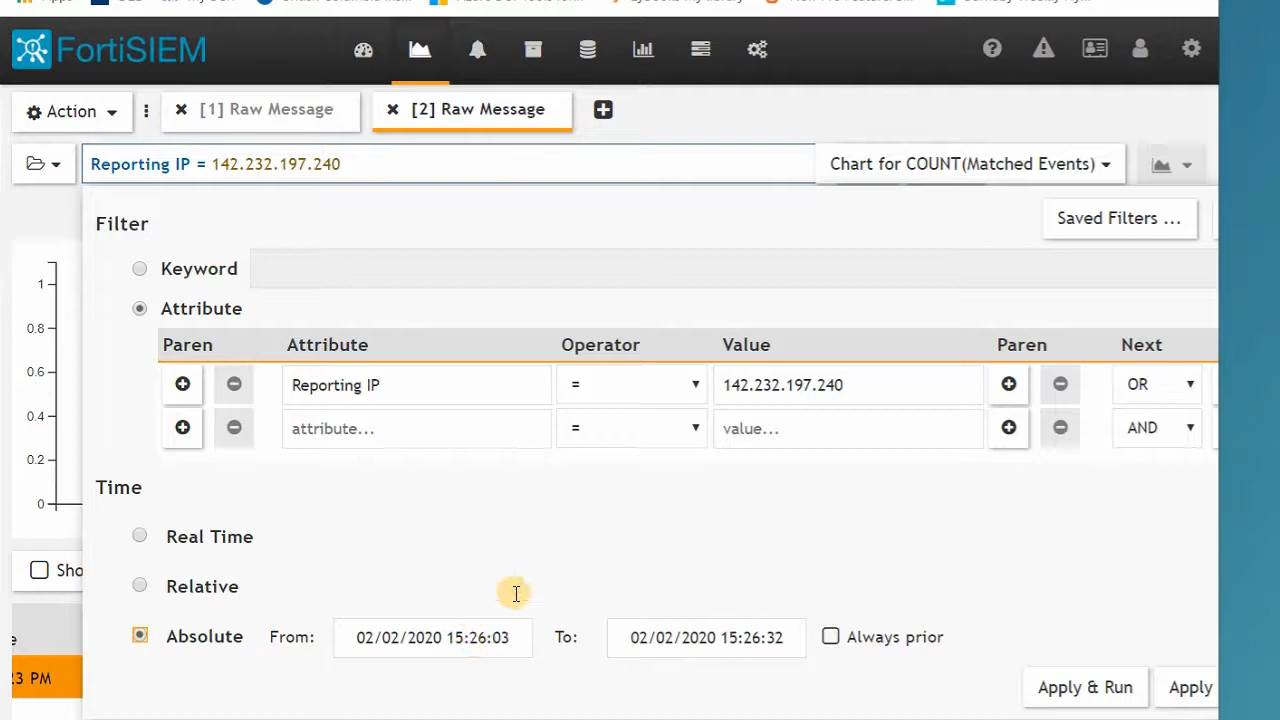 FortiSIEM
Action
[1] Raw Message
[2] Raw Message
Reporting IP = 142.232.197.240
Chart for COUNT(Matched Events)
Filter
Saved Filters ...
Keyword
Attribute
Paren Attribute Operator Value Paren Next
Reporting IP = 142.232.197.240 OR
attribute... = value... AND
1
0.8
0.6
0.4
0.2
0
Time
Real Time
Sho
Relative
Absolute From: 02/02/2020 15:26:03 To: 02/02/2020 15:26:32 Always prior
23 PM
Apply & Run
Apply